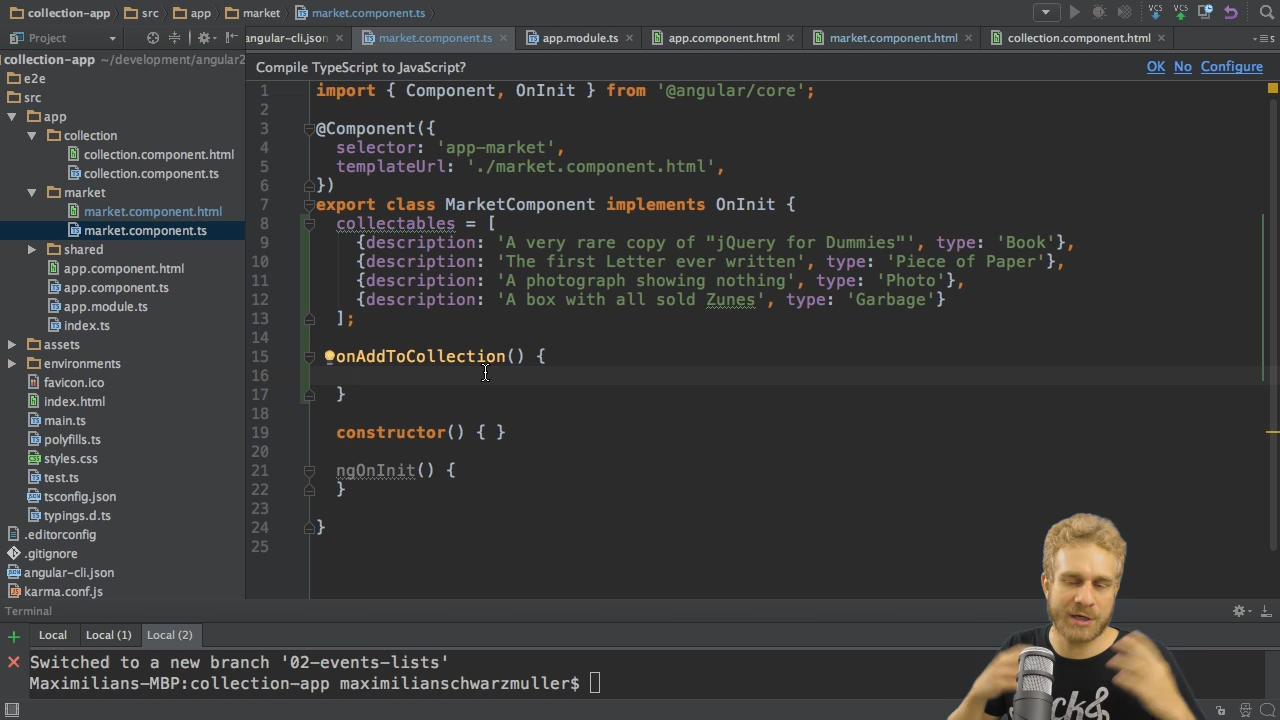 collection-app src app market market.component.ts
Project
angular-cli.json market.component.ts app.module.ts app.component.html market.component.html collection.component.html
VCS VCS
collection-app ~/development/angular2
Compile TypeScript to JavaScript? OK No Configure
e2e
src
app
collection
collection.component.html
collection.component.ts
market
market.component.html
market.component.ts
shared
app.component.html
app.component.ts
app.module.ts
index.ts
assets
environments
favicon.ico
index.html
main.ts
polyfills.ts
styles.css
test.ts
tsconfig.json
typings.d.ts
.editorconfig
.gitignore
angular-cli.json
karma.conf.js
1 import { Component, OnInit } from '@angular/core';
2
3 @Component({
4 selector: 'app-market',
5 templateUrl: './market.component.html',
6 })
7 export class MarketComponent implements OnInit {
8 collectables = [
9 {description: 'A very rare copy of "jQuery for Dummies"', type: 'Book'},
10 {description: 'The first Letter ever written', type: 'Piece of Paper'},
11 {description: 'A photograph showing nothing', type: 'Photo'},
12 {description: 'A box with all sold Zunes', type: 'Garbage'}
13 ];
14
15 onAddToCollection() {
16
17 }
18
19 constructor() { }
20
21 ngOnInit() {
22 }
23
24 }
25
Terminal
Local Local (1) Local (2)
Switched to a new branch '02-events-lists'
Maximilians-MBP:collection-app maximilianschwarzmuller$